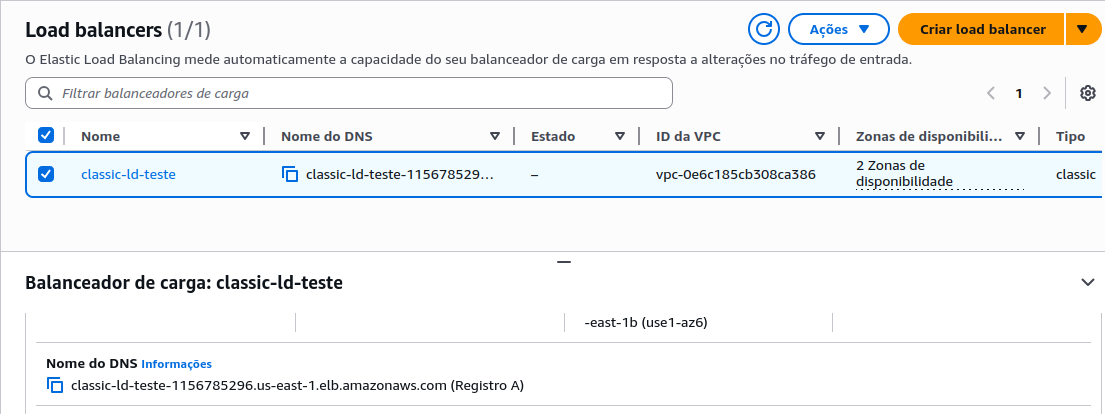 Load balancers (1/1)
Ações
Criar load balancer
O Elastic Load Balancing mede automaticamente a capacidade do seu balanceador de carga em resposta a alterações no tráfego de entrada.
Filtrar balanceadores de carga
1
Nome
Nome do DNS
Estado
ID da VPC
Zonas de disponibili...
Tipo
classic-ld-teste
classic-ld-teste-115678529...
–
vpc-0e6c185cb308ca386
2 Zonas de
disponibilidade
classic
Balanceador de carga: classic-ld-teste
-east-1b (use1-az6)
Nome do DNS Informações
classic-ld-teste-1156785296.us-east-1.elb.amazonaws.com (Registro A)